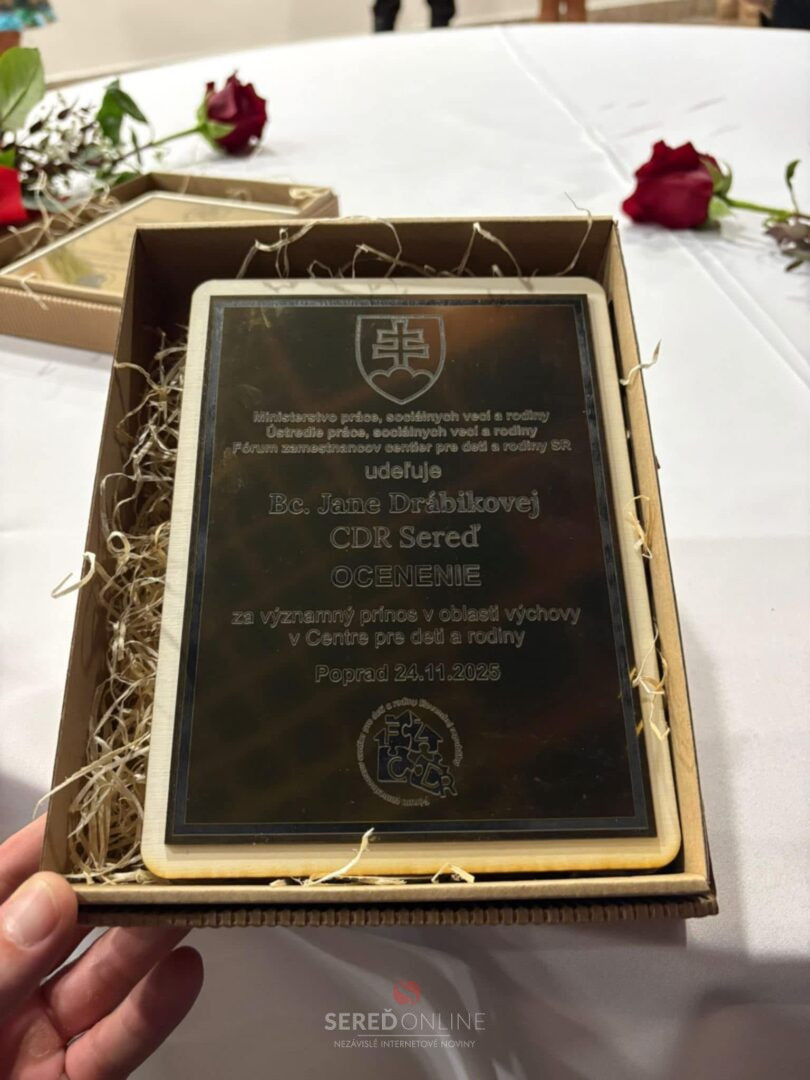 Ministerstvo práce, sociálnych vecí a rodiny
Ústredie práce, sociálnych vecí a rodiny
Fórum zamestnancov centier pre deti a rodiny SR
udeľuje
Bc. Jane Drábikovej
CDR Sereď
OCENENIE
za významný prínos v oblasti výchovy
v Centre pre deti a rodiny
Poprad 24.11.2025
SEREĎONLINE
NEZÁVISLÉ INTERNETOVÉ NOVINY